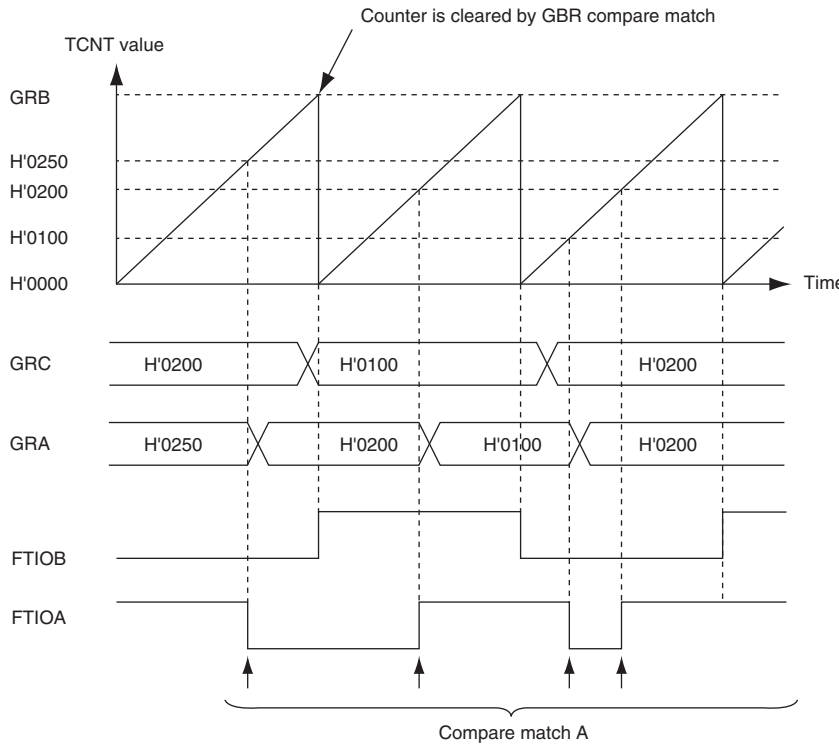 Counter is cleared by GBR compare match
TCNT value
GRB
H'0250
H'0200
H'0100
H'0000
Time
GRC
H'0200
H'0100
H'0200
GRA
H'0250
H'0200
H'0100
H'0200
FTIOB
FTIOA
Compare match A